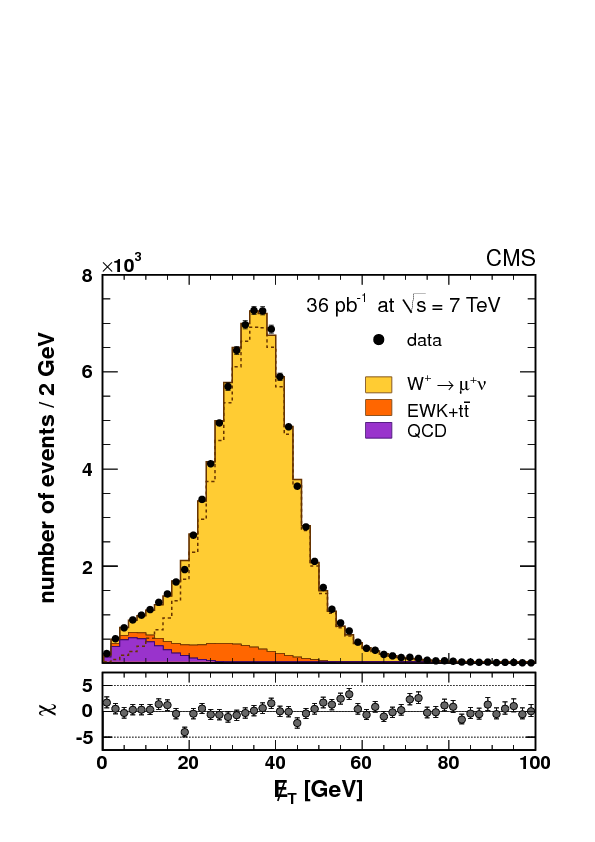 CMS
×10³
8
6
4
2
number of events / 2 GeV
36 pb⁻¹ at √s = 7 TeV
data
W⁺ → μ⁺ν
EWK+tt̅
QCD
χ
5
0
-5
0 20 40 60 80 100
E̸_T [GeV]